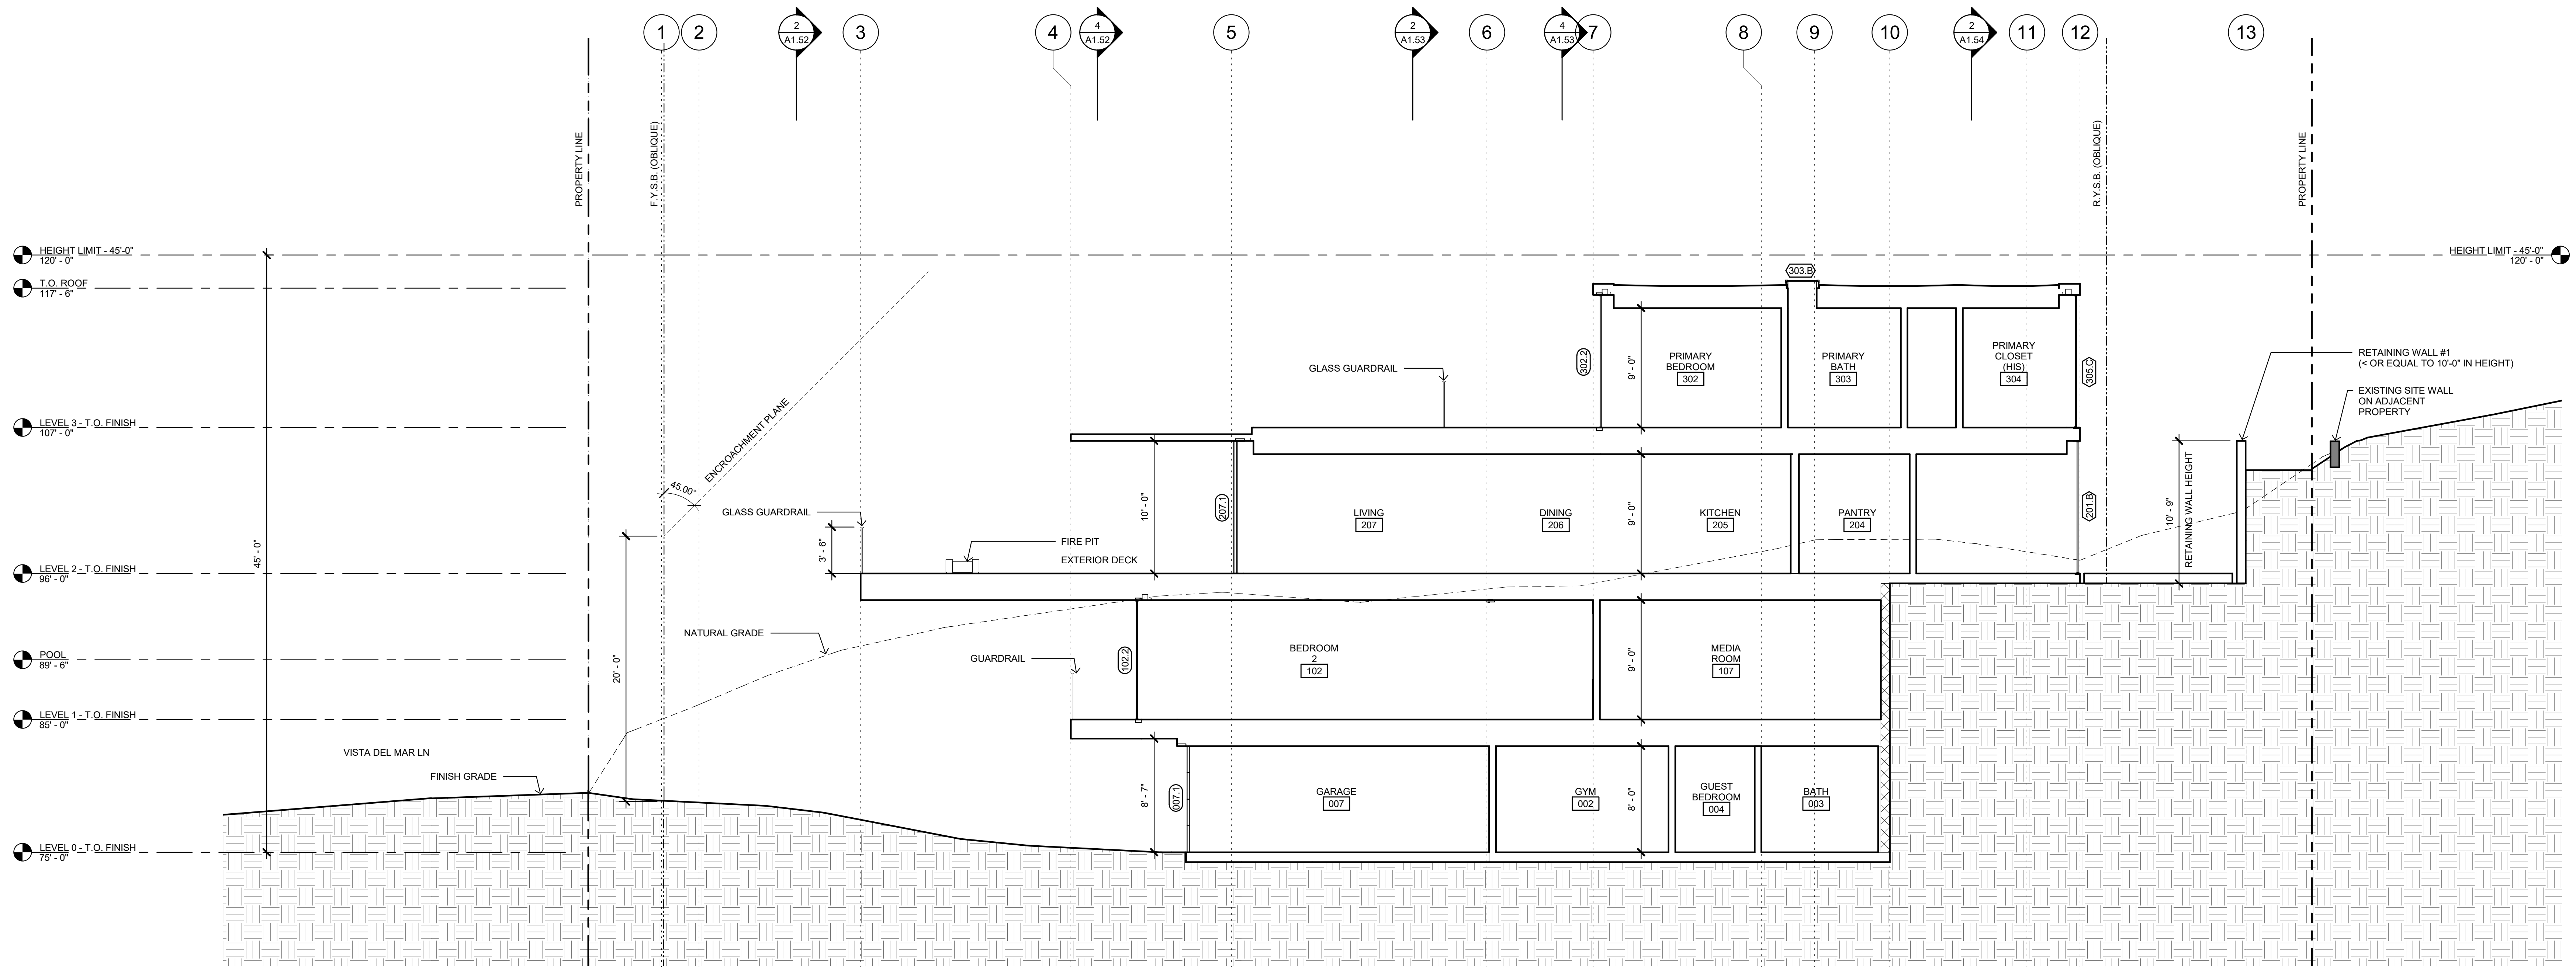 1
2
2
A1.52
3
4
4
A1.52
5
2
A1.53
6
4
A1.53
7
8
9
10
2
A1.54
11
12
13
PROPERTY LINE
F.Y.S.B. (OBLIQUE)
R.Y.S.B. (OBLIQUE)
PROPERTY LINE
HEIGHT LIMIT - 45'-0"
120' - 0"
HEIGHT LIMIT - 45'-0"
120' - 0"
T.O. ROOF
117' - 6"
303.B
GLASS GUARDRAIL
302.2
9' - 0"
PRIMARY
BEDROOM
302
PRIMARY
BATH
303
PRIMARY
CLOSET
(HIS)
304
305.C
RETAINING WALL #1
(< OR EQUAL TO 10'-0" IN HEIGHT)
EXISTING SITE WALL
ON ADJACENT
PROPERTY
LEVEL 3 - T.O. FINISH
107' - 0"
ENCROACHMENT PLANE
45.00°
GLASS GUARDRAIL
3' - 6"
FIRE PIT
EXTERIOR DECK
10' - 0"
207.1
LIVING
207
DINING
206
9' - 0"
KITCHEN
205
PANTRY
204
201.B
10' - 9"
RETAINING WALL HEIGHT
45' - 0"
LEVEL 2 - T.O. FINISH
96' - 0"
20' - 0"
NATURAL GRADE
GUARDRAIL
102.2
BEDROOM
2
102
9' - 0"
MEDIA
ROOM
107
POOL
89' - 6"
LEVEL 1 - T.O. FINISH
85' - 0"
VISTA DEL MAR LN
FINISH GRADE
8' - 7"
007.1
GARAGE
007
GYM
002
8' - 0"
GUEST
BEDROOM
004
BATH
003
LEVEL 0 - T.O. FINISH
75' - 0"